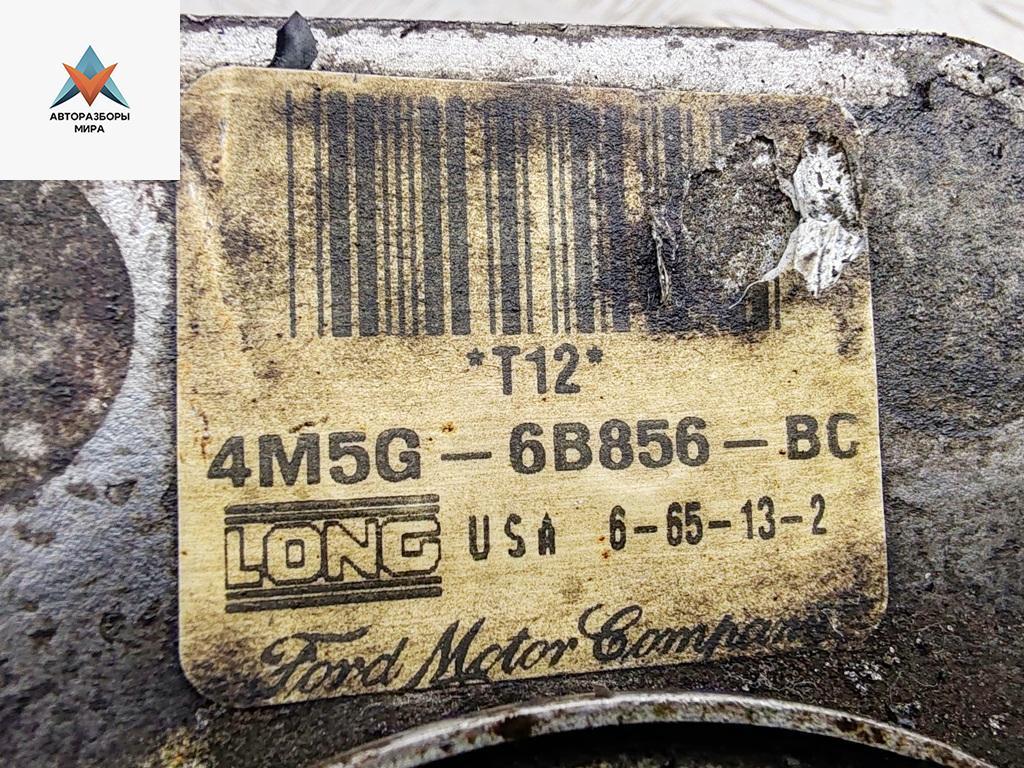 АВТОРАЗБОРЫ
МИРА
*T12*
4M5G-6B856-BC
LONG USA 6-65-13-2
Ford Motor Company